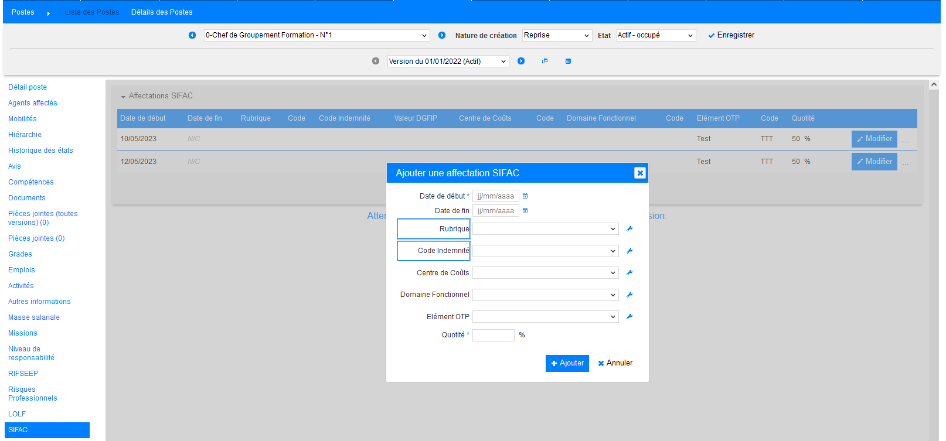 Postes Liste des Postes Détails des Postes
0-Chef de Groupement Formation - N°1 Nature de création Reprise Etat Actif - occupé Enregistrer
Version du 01/01/2022 (Actif)
Détail poste
Agents affectés
Mobilités
Hiérarchie
Historique des états
Avis
Compétences
Documents
Pièces jointes (toutes
versions) (0)
Pièces jointes (0)
Grades
Emplois
Activités
Autres informations
Masse salariale
Missions
Niveau de
responsabilité
RIFSEEP
Risques
Professionnels
LOLF
SIFAC
Affectations SIFAC
Date de début Date de fin Rubrique Code Code Indemnité Valeur DGFIP Centre de Coûts Code Domaine Fonctionnel Code Elément OTP Code Quotité
10/05/2023 Test TTT 50 % Modifier ...
12/05/2023 Test TTT 50 % Modifier ...
Ajouter une affectation SIFAC
Date de début * jj/mm/aaaa
Date de fin jj/mm/aaaa
Rubrique
Code Indemnité
Centre de Coûts
Domaine Fonctionnel
Elément OTP
Quotité * %
Ajouter Annuler